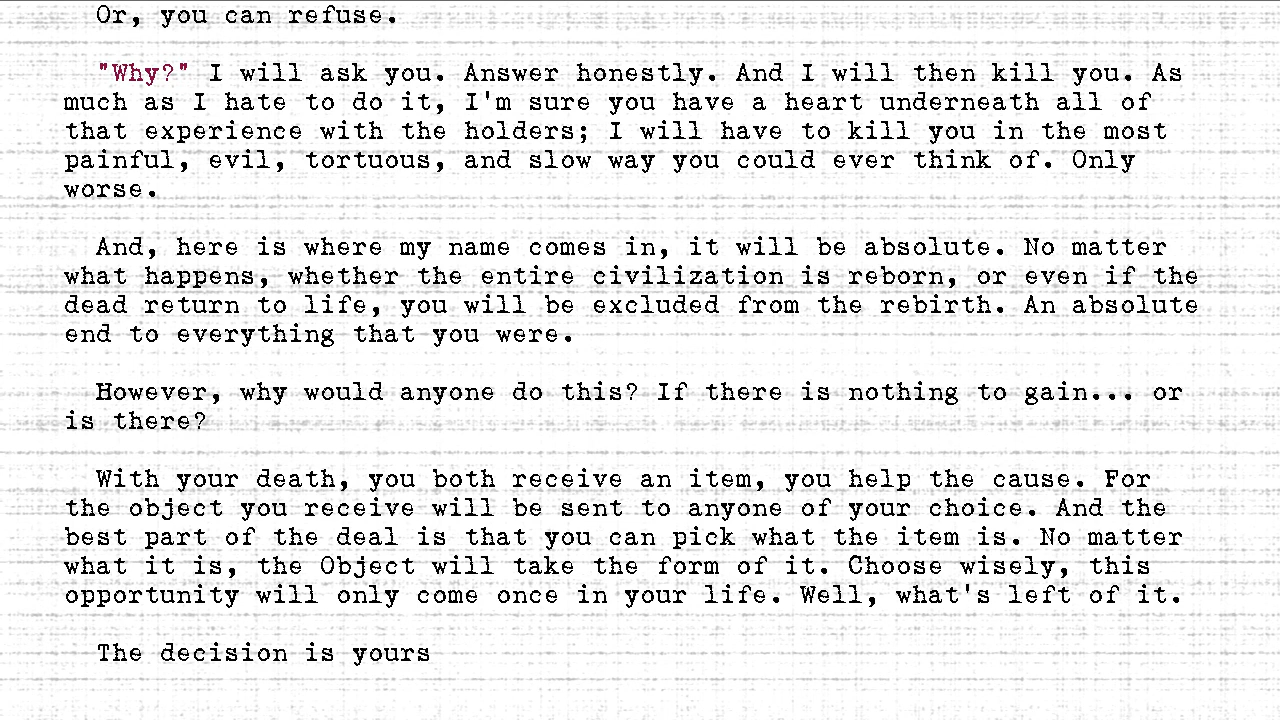 Or, you can refuse.
"Why?" I will ask you. Answer honestly. And I will then kill you. As
much as I hate to do it, I'm sure you have a heart underneath all of
that experience with the holders; I will have to kill you in the most
painful, evil, tortuous, and slow way you could ever think of. Only
worse.
And, here is where my name comes in, it will be absolute. No matter
what happens, whether the entire civilization is reborn, or even if the
dead return to life, you will be excluded from the rebirth. An absolute
end to everything that you were.
However, why would anyone do this? If there is nothing to gain... or
is there?
With your death, you both receive an item, you help the cause. For
the object you receive will be sent to anyone of your choice. And the
best part of the deal is that you can pick what the item is. No matter
what it is, the Object will take the form of it. Choose wisely, this
opportunity will only come once in your life. Well, what's left of it.
The decision is yours